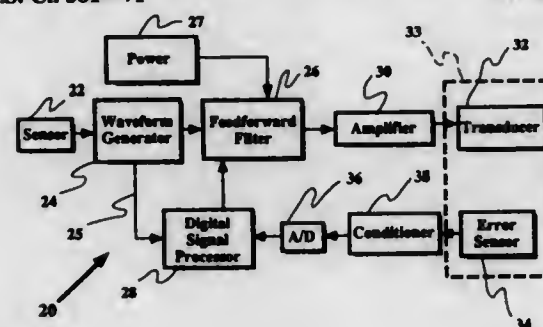 27
33
Power
26
30
32
22
Sensor
Waveform
Generator
Feedforward
Filter
Amplifier
Transducer
24
25
36
38
Digital
Signal
Processor
A/D
Conditioner
Error
Sensor
20
28
34